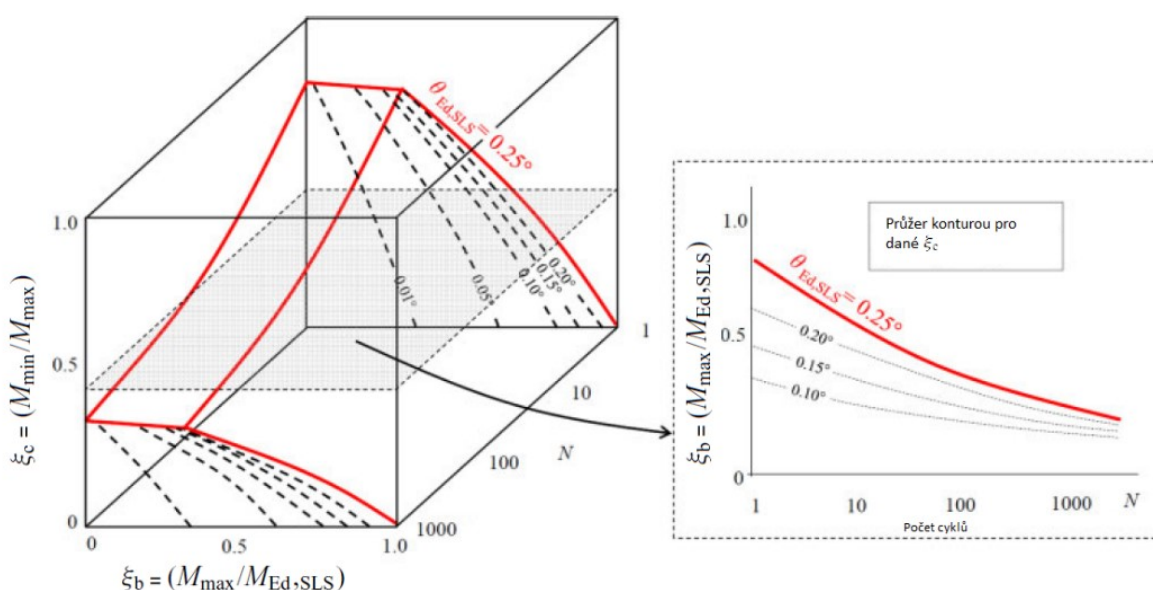 θEd,SLS = 0.25°
1.0
0.5
0
ξc = (Mmin/Mmax)
0.01°
0.05°
0.10°
0.15°
0.20°
1
10
100
1000
N
0
0.5
1.0
ξb = (Mmax/MEd,SLS)
Průžer konturou pro
dané ξc
1.0
0.5
0
ξb = (Mmax/MEd,SLS)
θEd,SLS = 0.25°
0.20°
0.15°
0.10°
1
10
100
1000
N
Počet cyklů